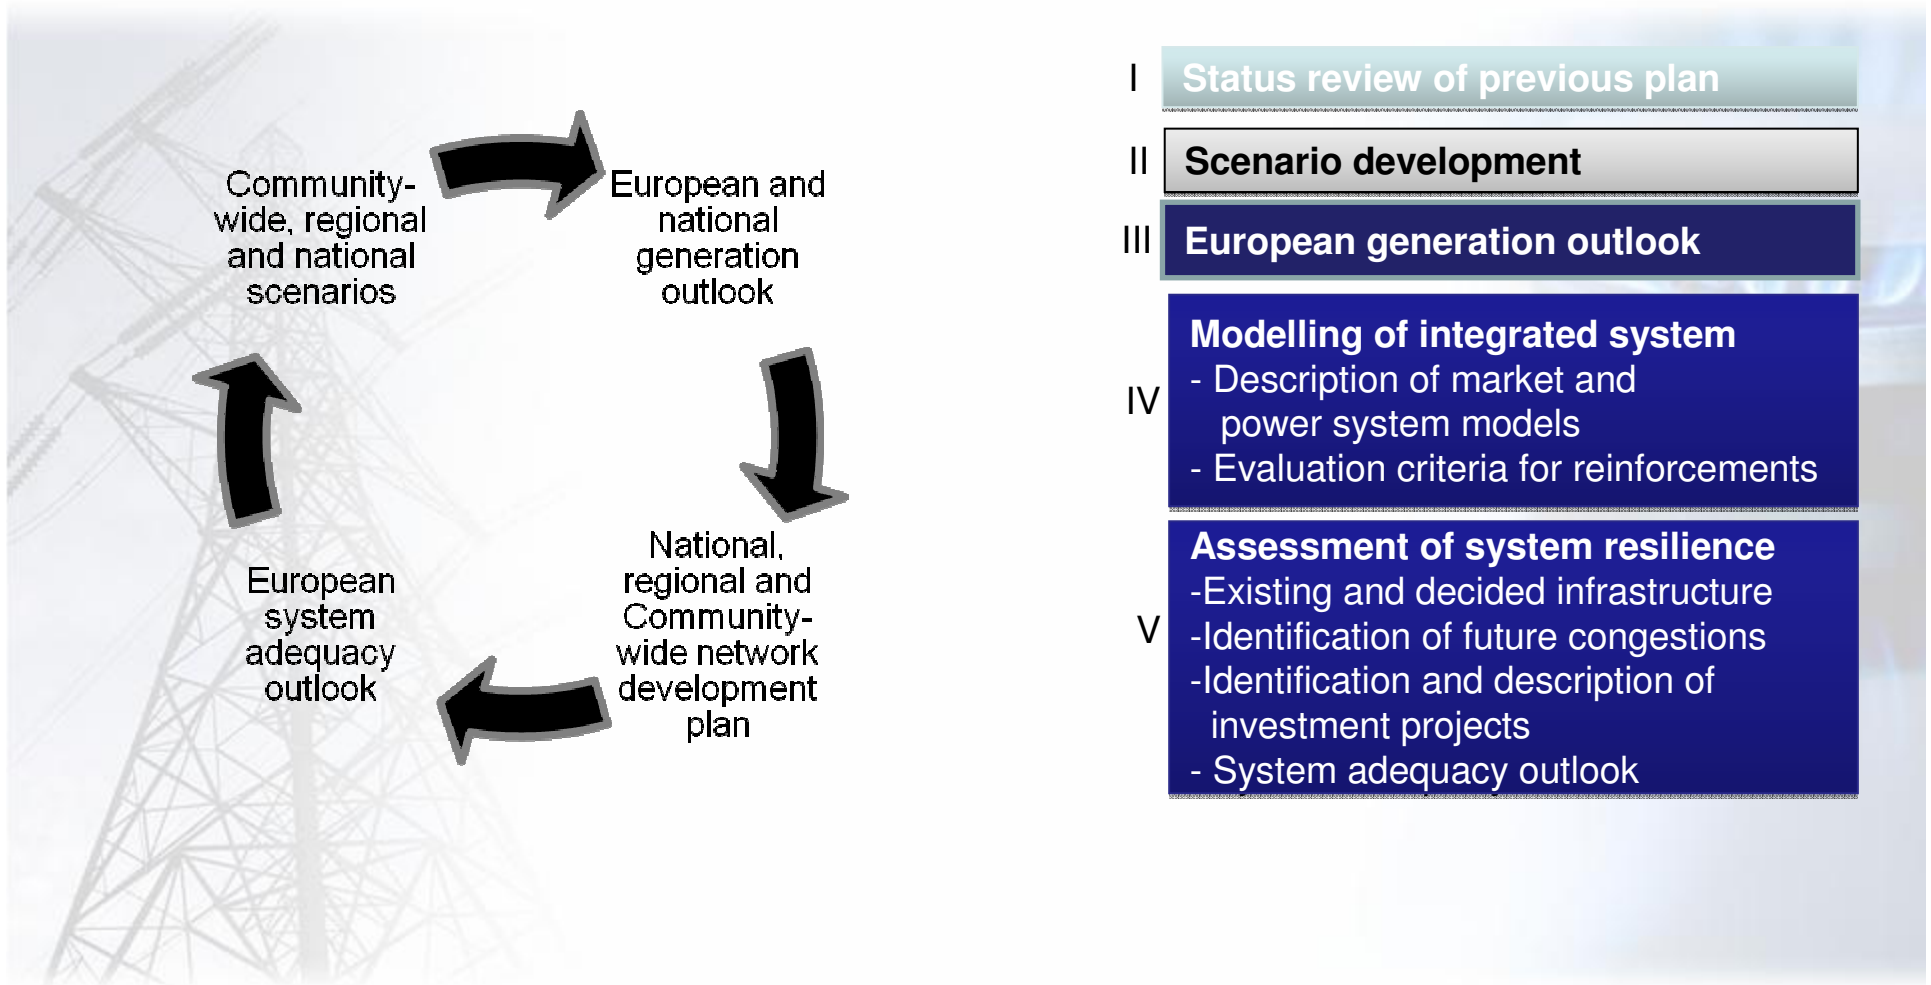 Community-
wide, regional
and national
scenarios
European and
national
generation
outlook
National,
regional and
Community-
wide network
development
plan
European
system
adequacy
outlook
I Status review of previous plan
II Scenario development
III European generation outlook
IV
Modelling of integrated system
- Description of market and
power system models
- Evaluation criteria for reinforcements
V
Assessment of system resilience
-Existing and decided infrastructure
-Identification of future congestions
-Identification and description of
investment projects
- System adequacy outlook